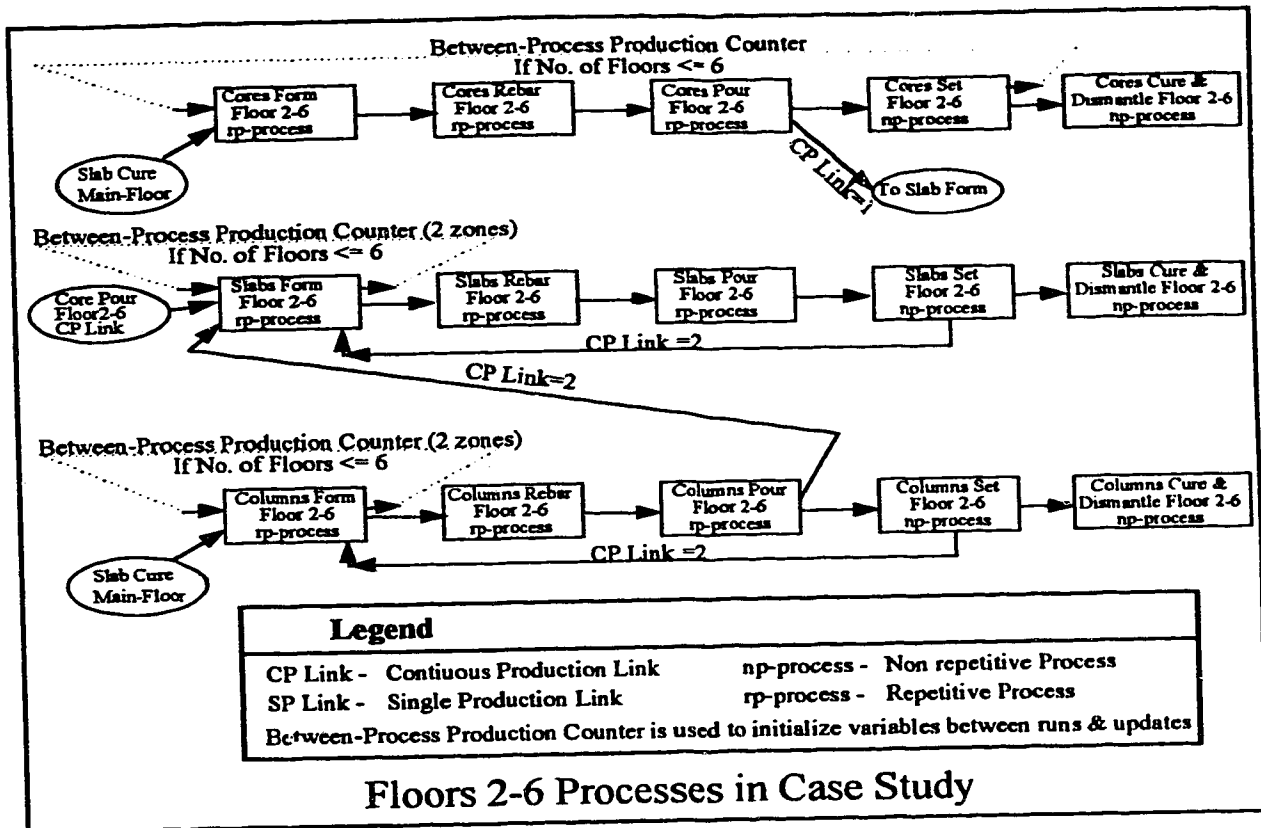 Between-Process Production Counter
If No. of Floors <= 6
Cores Form
Floor 2-6
rp-process
Cores Rebar
Floor 2-6
rp-process
Cores Pour
Floor 2-6
rp-process
Cores Set
Floor 2-6
np-process
Cores Cure &
Dismantle Floor 2-6
np-process
Slab Cure
Main-Floor
CP Link=i
To Slab Form
Between-Process Production Counter (2 zones)
If No. of Floors <= 6
Core Pour
Floor2-6
CP Link
Slabs Form
Floor 2-6
rp-process
Slabs Rebar
Floor 2-6
rp-process
Slabs Pour
Floor 2-6
rp-process
Slabs Set
Floor 2-6
np-process
Slabs Cure &
Dismantle Floor 2-6
np-process
CP Link =2
CP Link=2
Between-Process Production Counter (2 zones)
If No. of Floors <= 6
Columns Form
Floor 2-6
rp-process
Columns Rebar
Floor 2-6
rp-process
Columns Pour
Floor 2-6
rp-process
Columns Set
Floor 2-6
np-process
Columns Cure &
Dismantle Floor 2-6
np-process
CP Link =2
Slab Cure
Main-Floor
Legend
CP Link - Contiuous Production Link
np-process - Non repetitive Process
SP Link - Single Production Link
rp-process - Repetitive Process
Between-Process Production Counter is used to initialize variables between runs & updates
Floors 2-6 Processes in Case Study